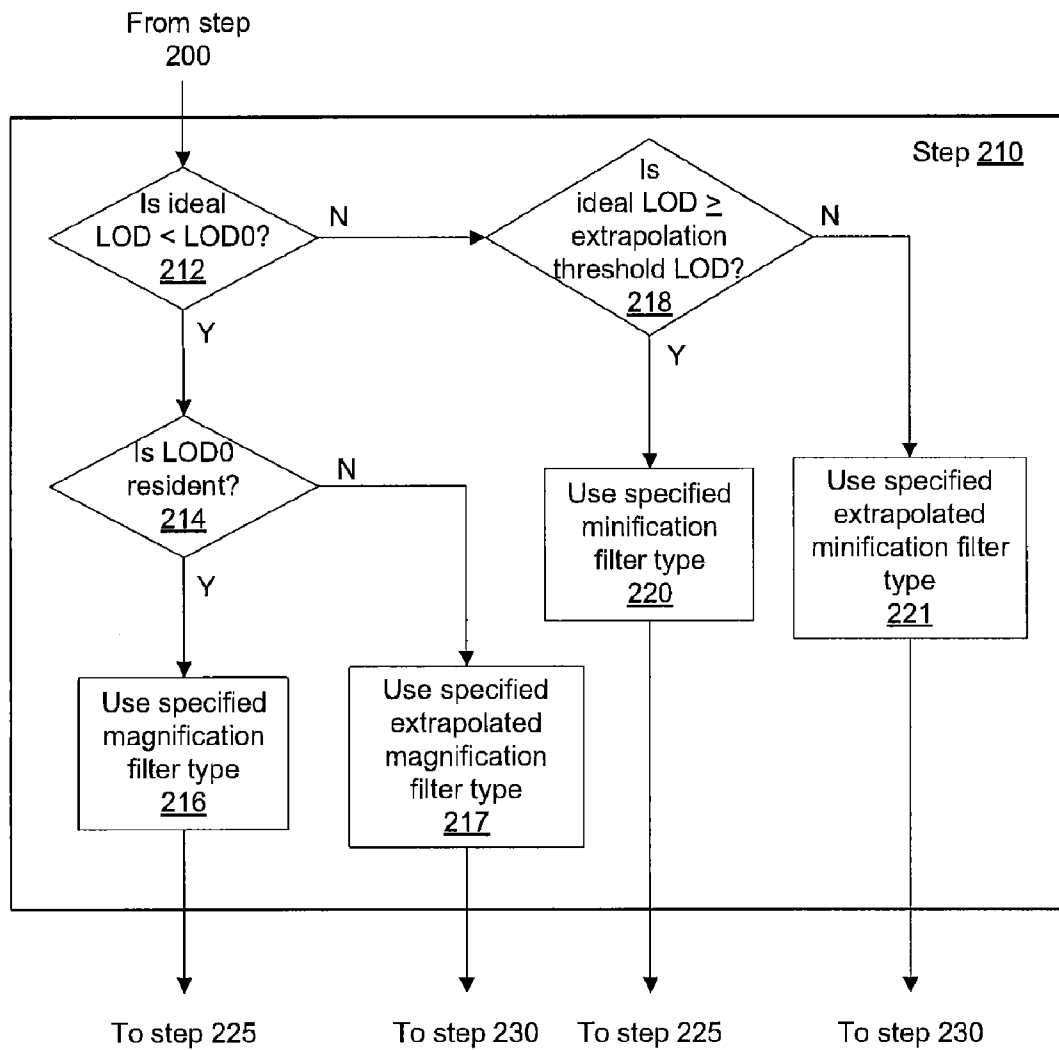 From step
200
Step 210
Is ideal
LOD < LOD0?
212
N
Y
Is
ideal LOD ≥
extrapolation
threshold LOD?
218
N
Y
Is LOD0
resident?
214
N
Y
Use specified
minification
filter type
220
Use specified
extrapolated
minification filter
type
221
Use specified
magnification
filter type
216
Use specified
extrapolated
magnification
filter type
217
To step 225
To step 230
To step 225
To step 230